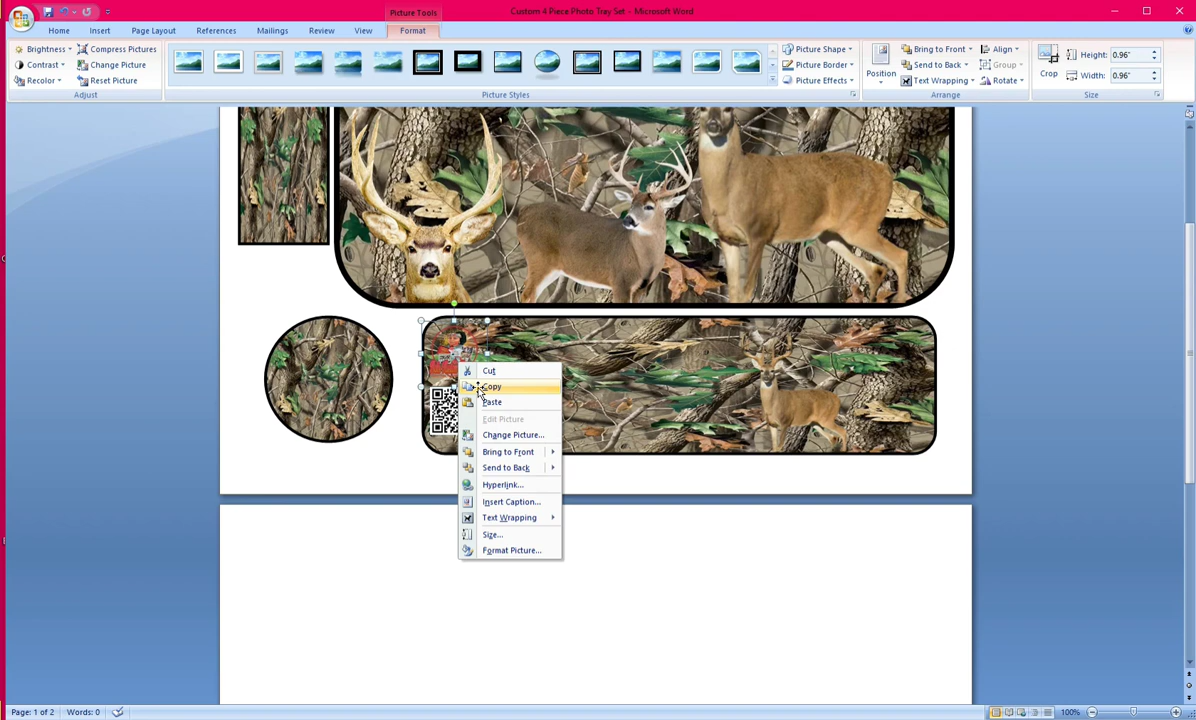 Picture Tools
Custom 4 Piece Photo Tray Set - Microsoft Word
Home Insert Page Layout References Mailings Review View Format
Brightness Compress Pictures Picture Shape Bring to Front Align Height: 0.96"
Contrast Change Picture Picture Border Position Send to Back Group Crop Width: 0.96"
Recolor Reset Picture Picture Effects Text Wrapping Rotate
Adjust Picture Styles Arrange Size
Cut
Copy
Paste
Edit Picture
Change Picture...
Bring to Front
Send to Back
Hyperlink...
Insert Caption...
Text Wrapping
Size...
Format Picture...
Page: 1 of 2 Words: 0 100%